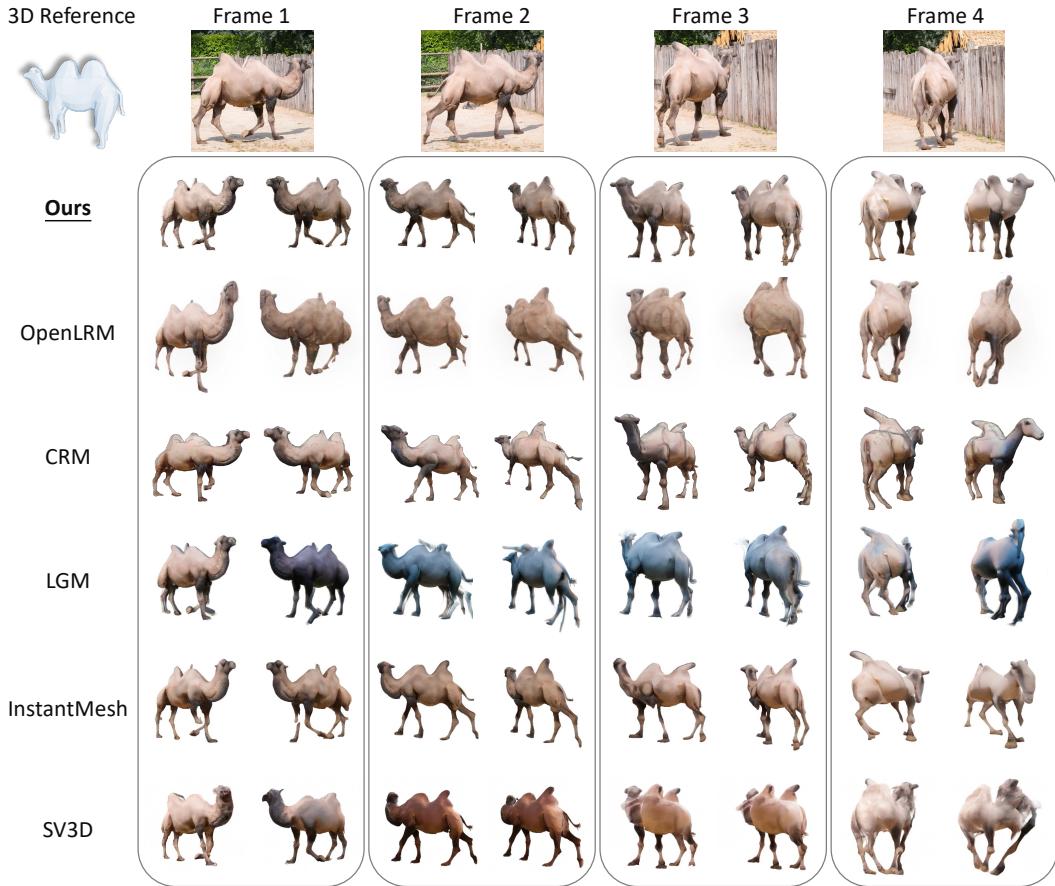 3D Reference
Frame 1
Frame 2
Frame 3
Frame 4
Ours
OpenLRM
CRM
LGM
InstantMesh
SV3D